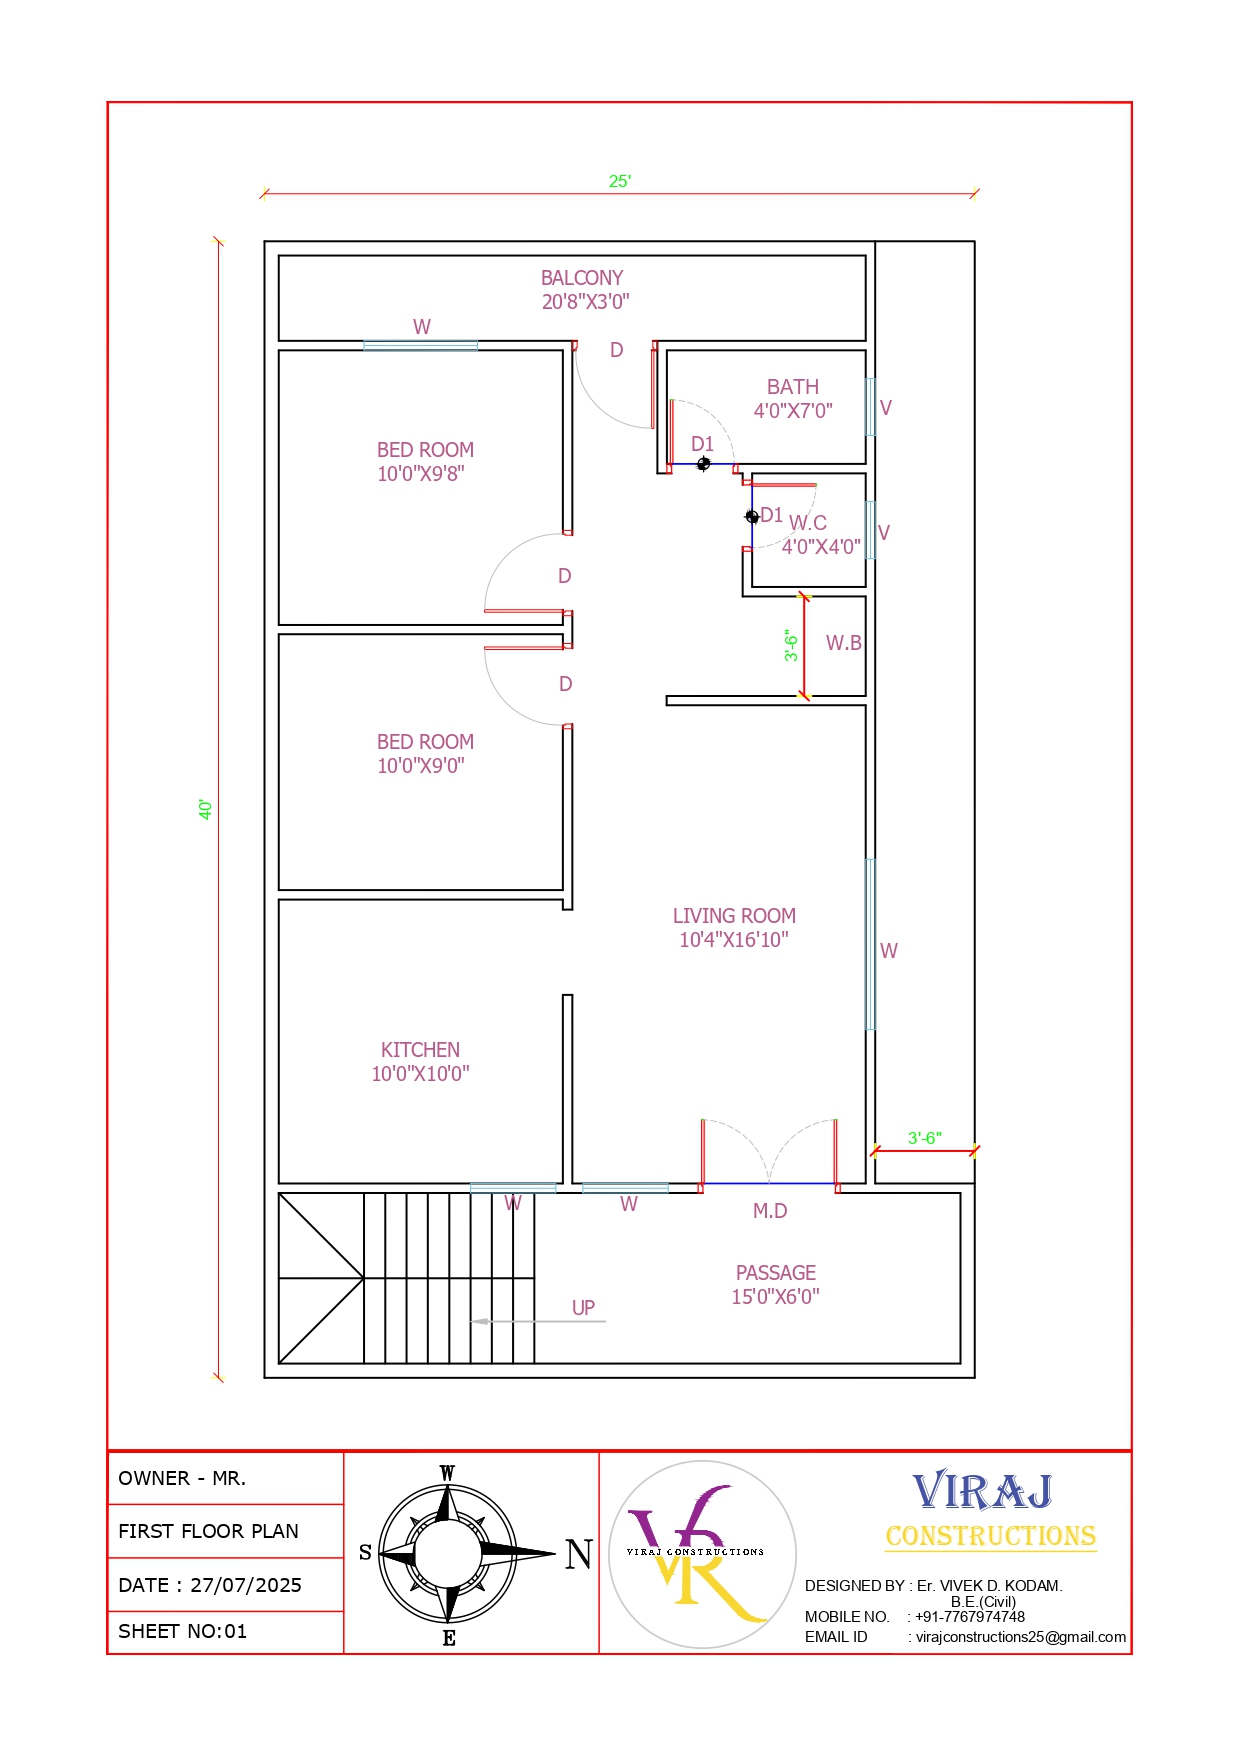 25'
BALCONY
20'8"X3'0"
W
D
BATH
4'0"X7'0"
V
D1
BED ROOM
10'0"X9'8"
D1
W.C
4'0"X4'0"
V
D
3'-6"
W.B
D
BED ROOM
10'0"X9'0"
40'
LIVING ROOM
10'4"X16'10"
W
KITCHEN
10'0"X10'0"
3'-6"
W
W
M.D
PASSAGE
15'0"X6'0"
UP
OWNER - MR.
FIRST FLOOR PLAN
DATE : 27/07/2025
SHEET NO:01
W
S
N
E
VR
VIRAJ CONSTRUCTIONS
VR
VIRAJ
CONSTRUCTIONS
DESIGNED BY : Er. VIVEK D. KODAM.
B.E.(Civil)
MOBILE NO. : +91-7767974748
EMAIL ID : virajconstructions25@gmail.com